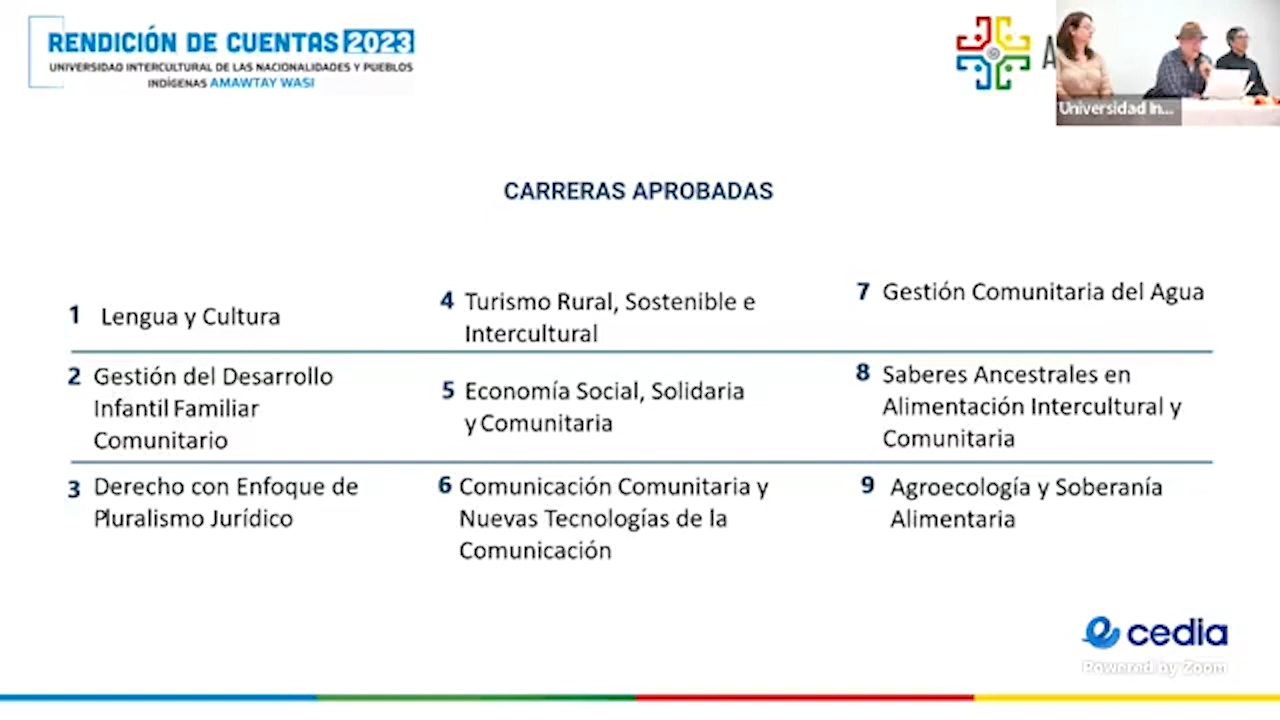 RENDICIÓN DE CUENTAS 2023
UNIVERSIDAD INTERCULTURAL DE LAS NACIONALIDADES Y PUEBLOS
INDÍGENAS AMAWTAY WASI
Universidad In...
CARRERAS APROBADAS
1 Lengua y Cultura
2 Gestión del Desarrollo
Infantil Familiar
Comunitario
3 Derecho con Enfoque de
Pluralismo Jurídico
4 Turismo Rural, Sostenible e
Intercultural
5 Economía Social, Solidaria
y Comunitaria
6 Comunicación Comunitaria y
Nuevas Tecnologías de la
Comunicación
7 Gestión Comunitaria del Agua
8 Saberes Ancestrales en
Alimentación Intercultural y
Comunitaria
9 Agroecología y Soberanía
Alimentaria
cedia
Powered by Zoom